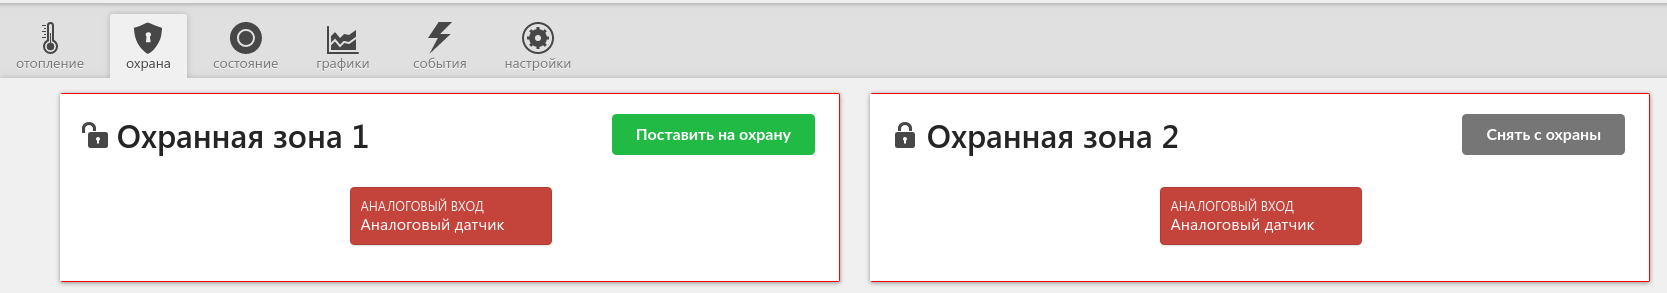 отопление
охрана
состояние
графики
события
настройки
Охранная зона 1
Поставить на охрану
АНАЛОГОВЫЙ ВХОД
Аналоговый датчик
Охранная зона 2
Снять с охраны
АНАЛОГОВЫЙ ВХОД
Аналоговый датчик